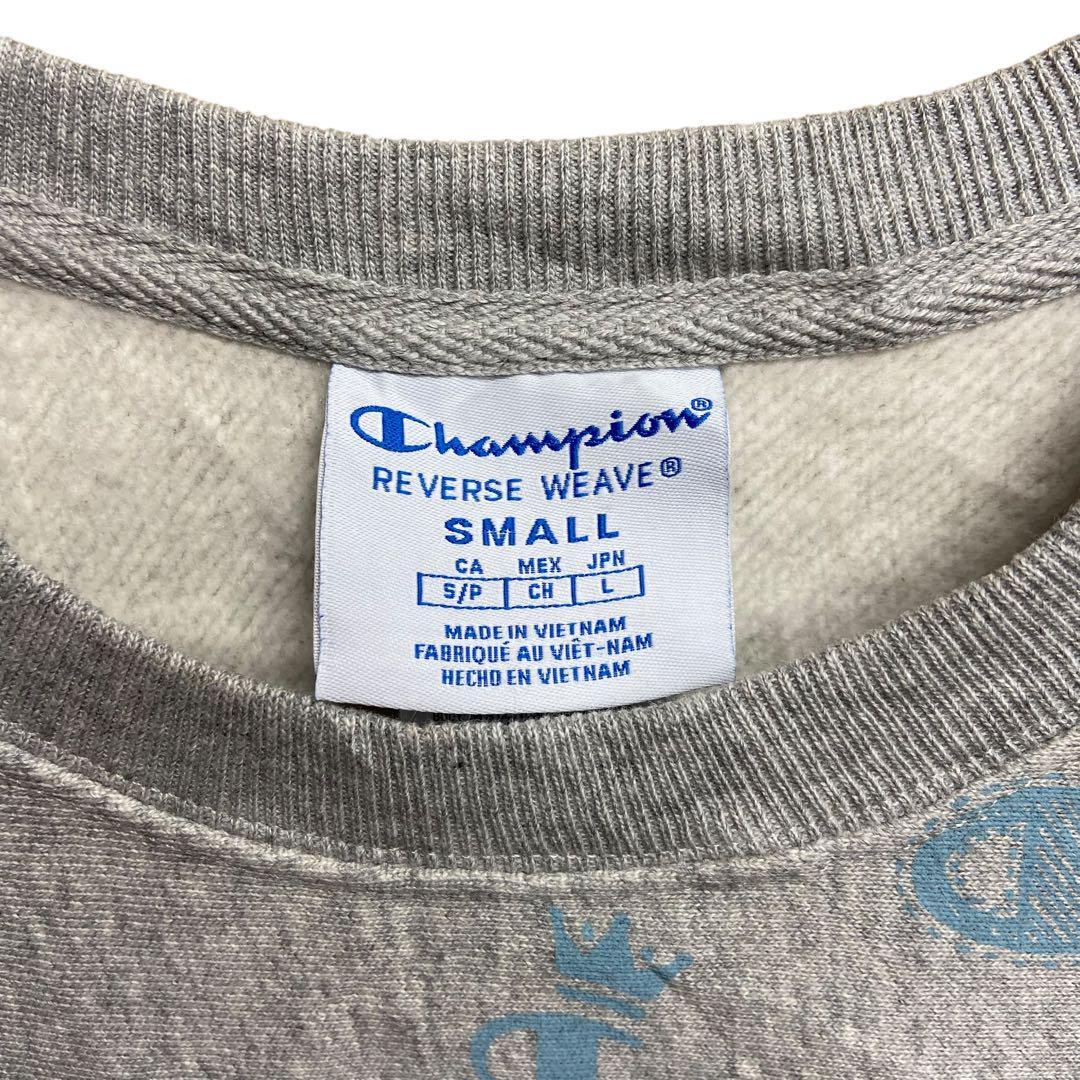 Champion®
REVERSE WEAVE®
SMALL
CA MEX JPN
S/P CH L
MADE IN VIETNAM
FABRIQUÉ AU VIÊT-NAM
HECHO EN VIETNAM